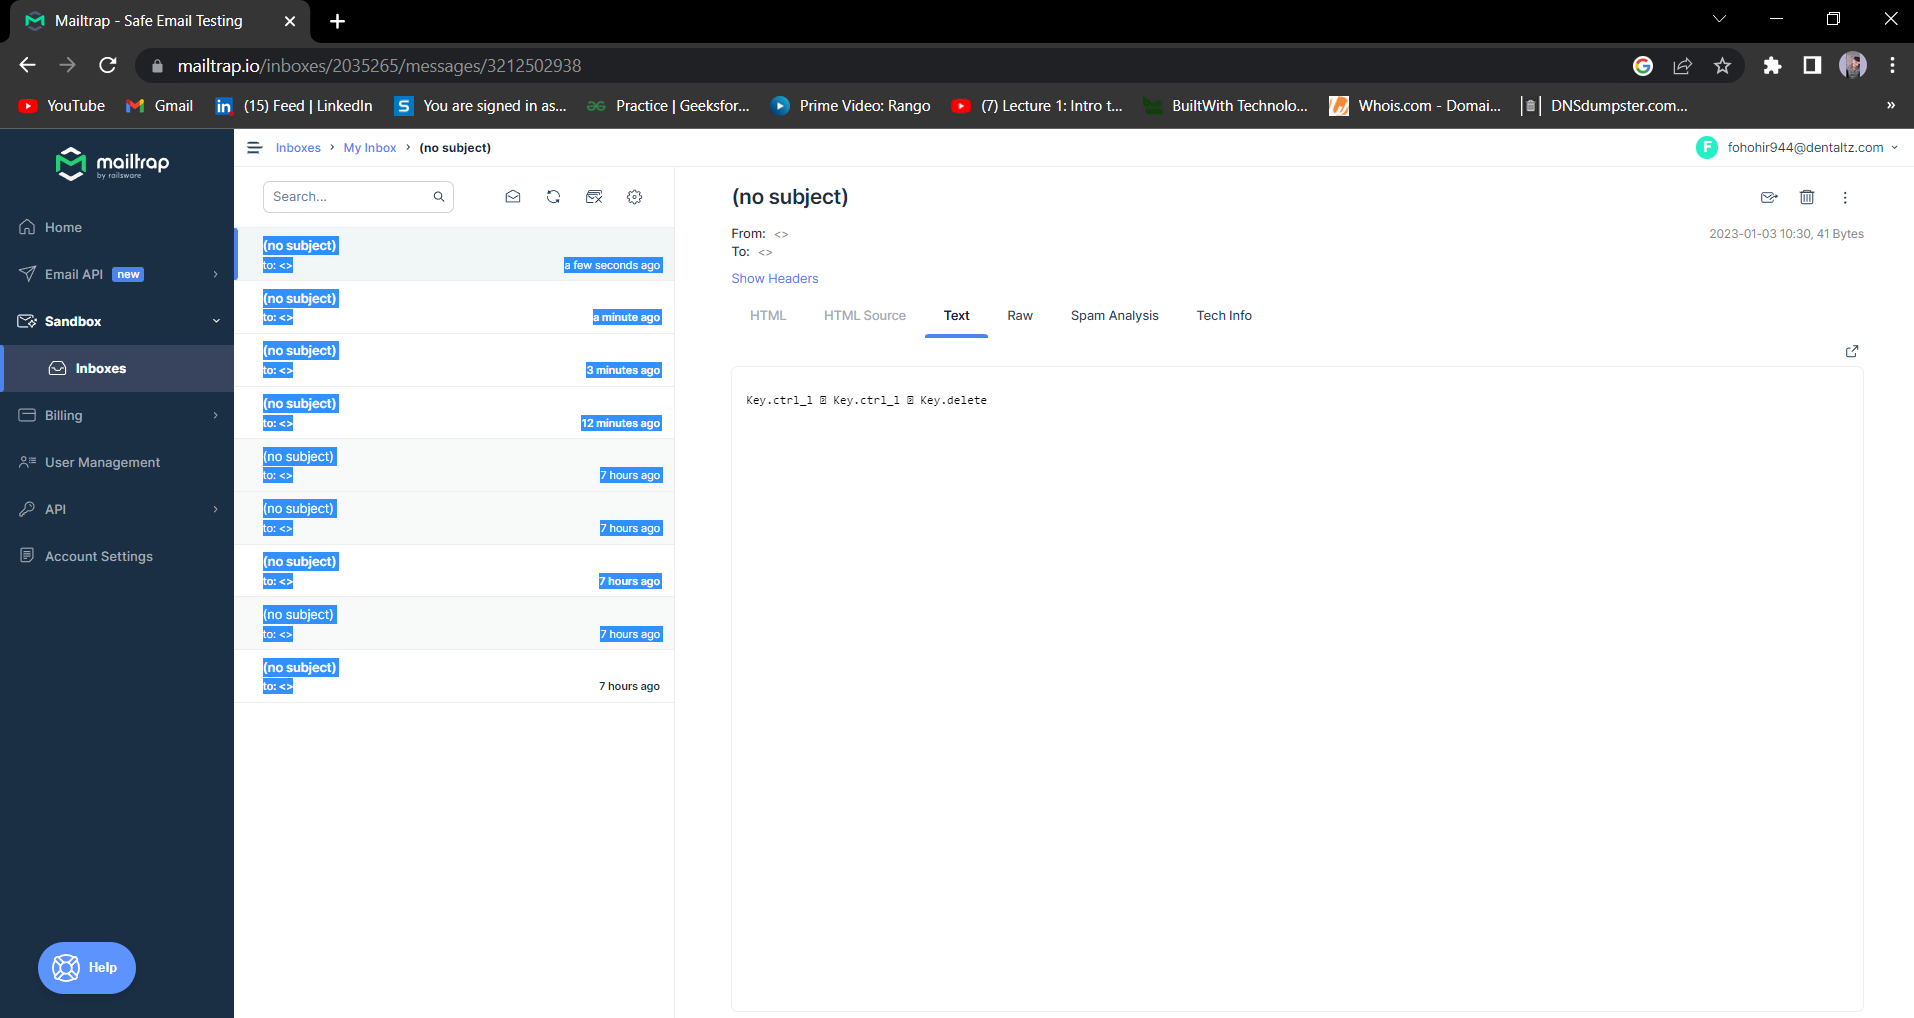 Mailtrap - Safe Email Testing
mailtrap.io/inboxes/2035265/messages/3212502938
YouTube
Gmail
(15) Feed | LinkedIn
You are signed in as...
Practice | Geeksfor...
Prime Video: Rango
(7) Lecture 1: Intro t...
BuiltWith Technolo...
Whois.com - Domai...
DNSdumpster.com...
»
mailtrap
by railsware
Home
Email API new
Sandbox
Inboxes
Billing
User Management
API
Account Settings
Help
Inboxes › My Inbox › (no subject)
F fohohir944@dentaltz.com
Search...
(no subject)
to: <> a few seconds ago
(no subject)
to: <> a minute ago
(no subject)
to: <> 3 minutes ago
(no subject)
to: <> 12 minutes ago
(no subject)
to: <> 7 hours ago
(no subject)
to: <> 7 hours ago
(no subject)
to: <> 7 hours ago
(no subject)
to: <> 7 hours ago
(no subject)
to: <> 7 hours ago
(no subject)
From: <>
2023-01-03 10:30, 41 Bytes
To: <>
Show Headers
HTML HTML Source Text Raw Spam Analysis Tech Info
Key.ctrl_l Key.ctrl_l Key.delete